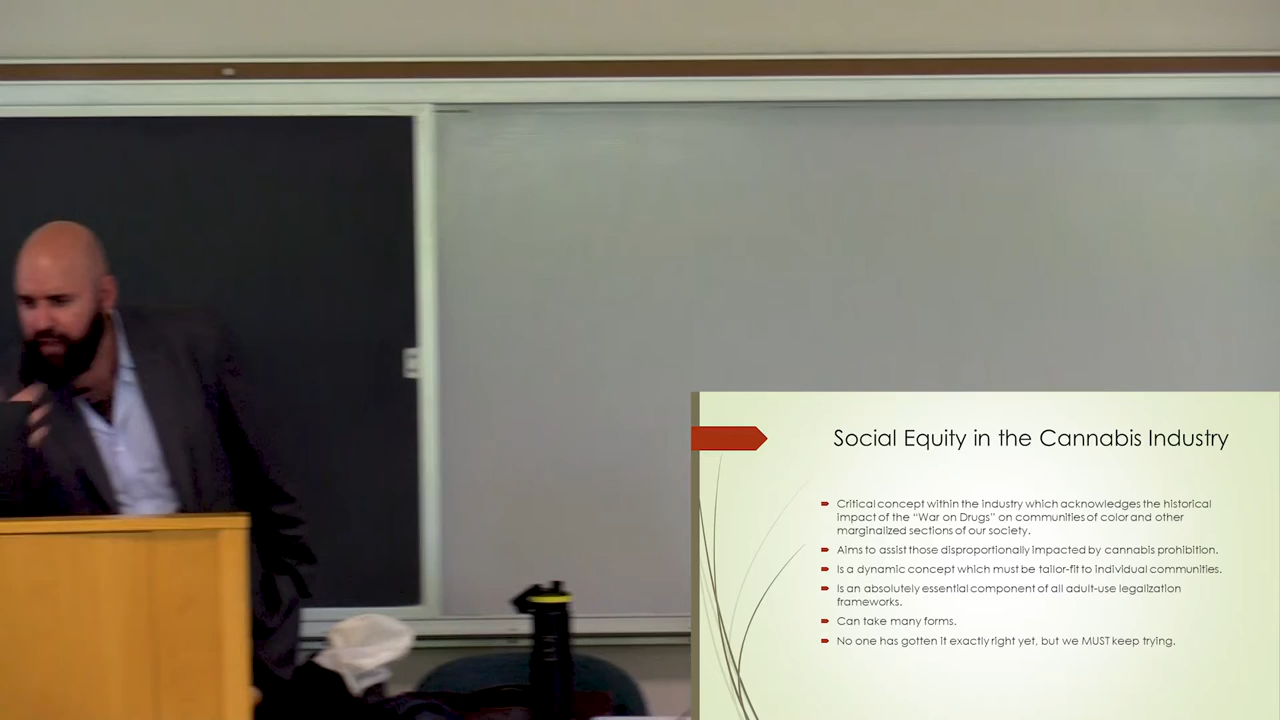 Social Equity in the Cannabis Industry
Critical concept within the industry which acknowledges the historical
impact of the “War on Drugs” on communities of color and other
marginalized sections of our society.
Aims to assist those disproportionally impacted by cannabis prohibition.
Is a dynamic concept which must be tailor-fit to individual communities.
Is an absolutely essential component of all adult-use legalization
frameworks.
Can take many forms.
No one has gotten it exactly right yet, but we MUST keep trying.